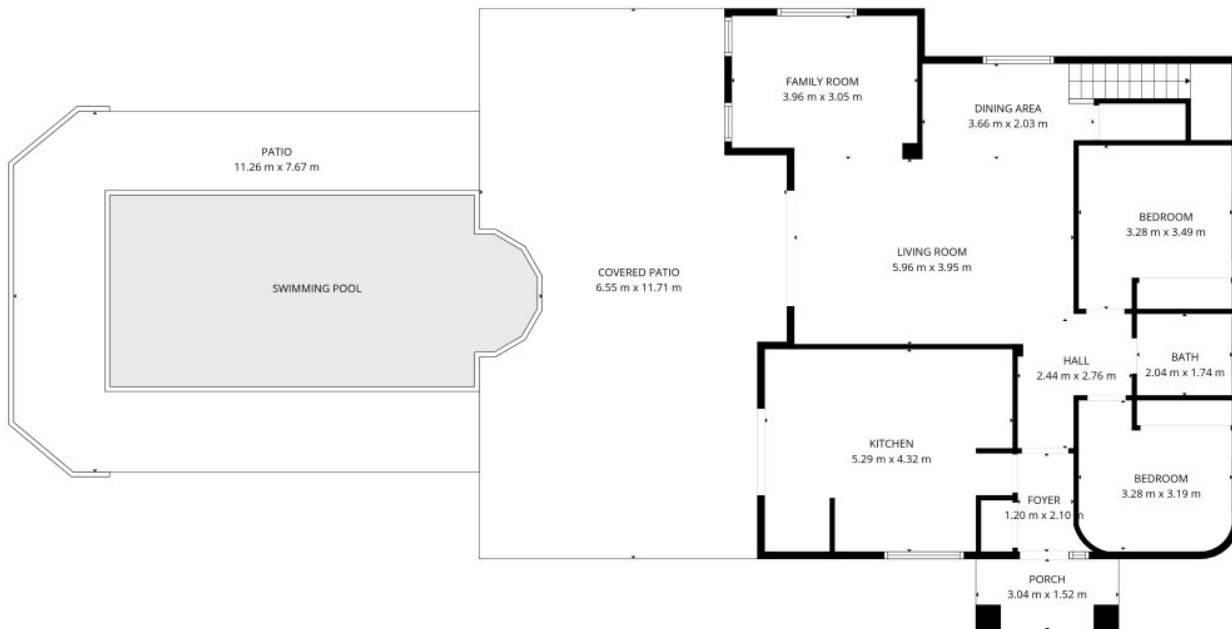 FAMILY ROOM
3.96 m x 3.05 m
DINING AREA
3.66 m x 2.03 m
PATIO
11.26 m x 7.67 m
BEDROOM
3.28 m x 3.49 m
LIVING ROOM
5.96 m x 3.95 m
COVERED PATIO
6.55 m x 11.71 m
SWIMMING POOL
HALL
2.44 m x 2.76 m
BATH
2.04 m x 1.74 m
KITCHEN
5.29 m x 4.32 m
BEDROOM
3.28 m x 3.19 m
FOYER
1.20 m x 2.10 m
PORCH
3.04 m x 1.52 m